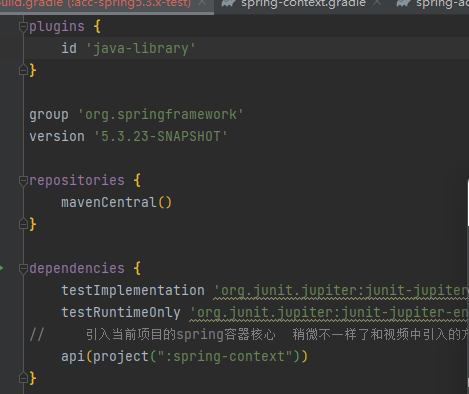 build.gradle (:acc-spring5.3.x-test) × spring-context.gradle × spring-ac
plugins {
id 'java-library'
}
group 'org.springframework'
version '5.3.23-SNAPSHOT'
repositories {
mavenCentral()
}
dependencies {
testImplementation 'org.junit.jupiter:junit-jupiter
testRuntimeOnly 'org.junit.jupiter:junit-jupiter-en
// 引入当前项目的spring容器核心 稍微不一样了和视频中引入的方
api(project(":spring-context"))
}